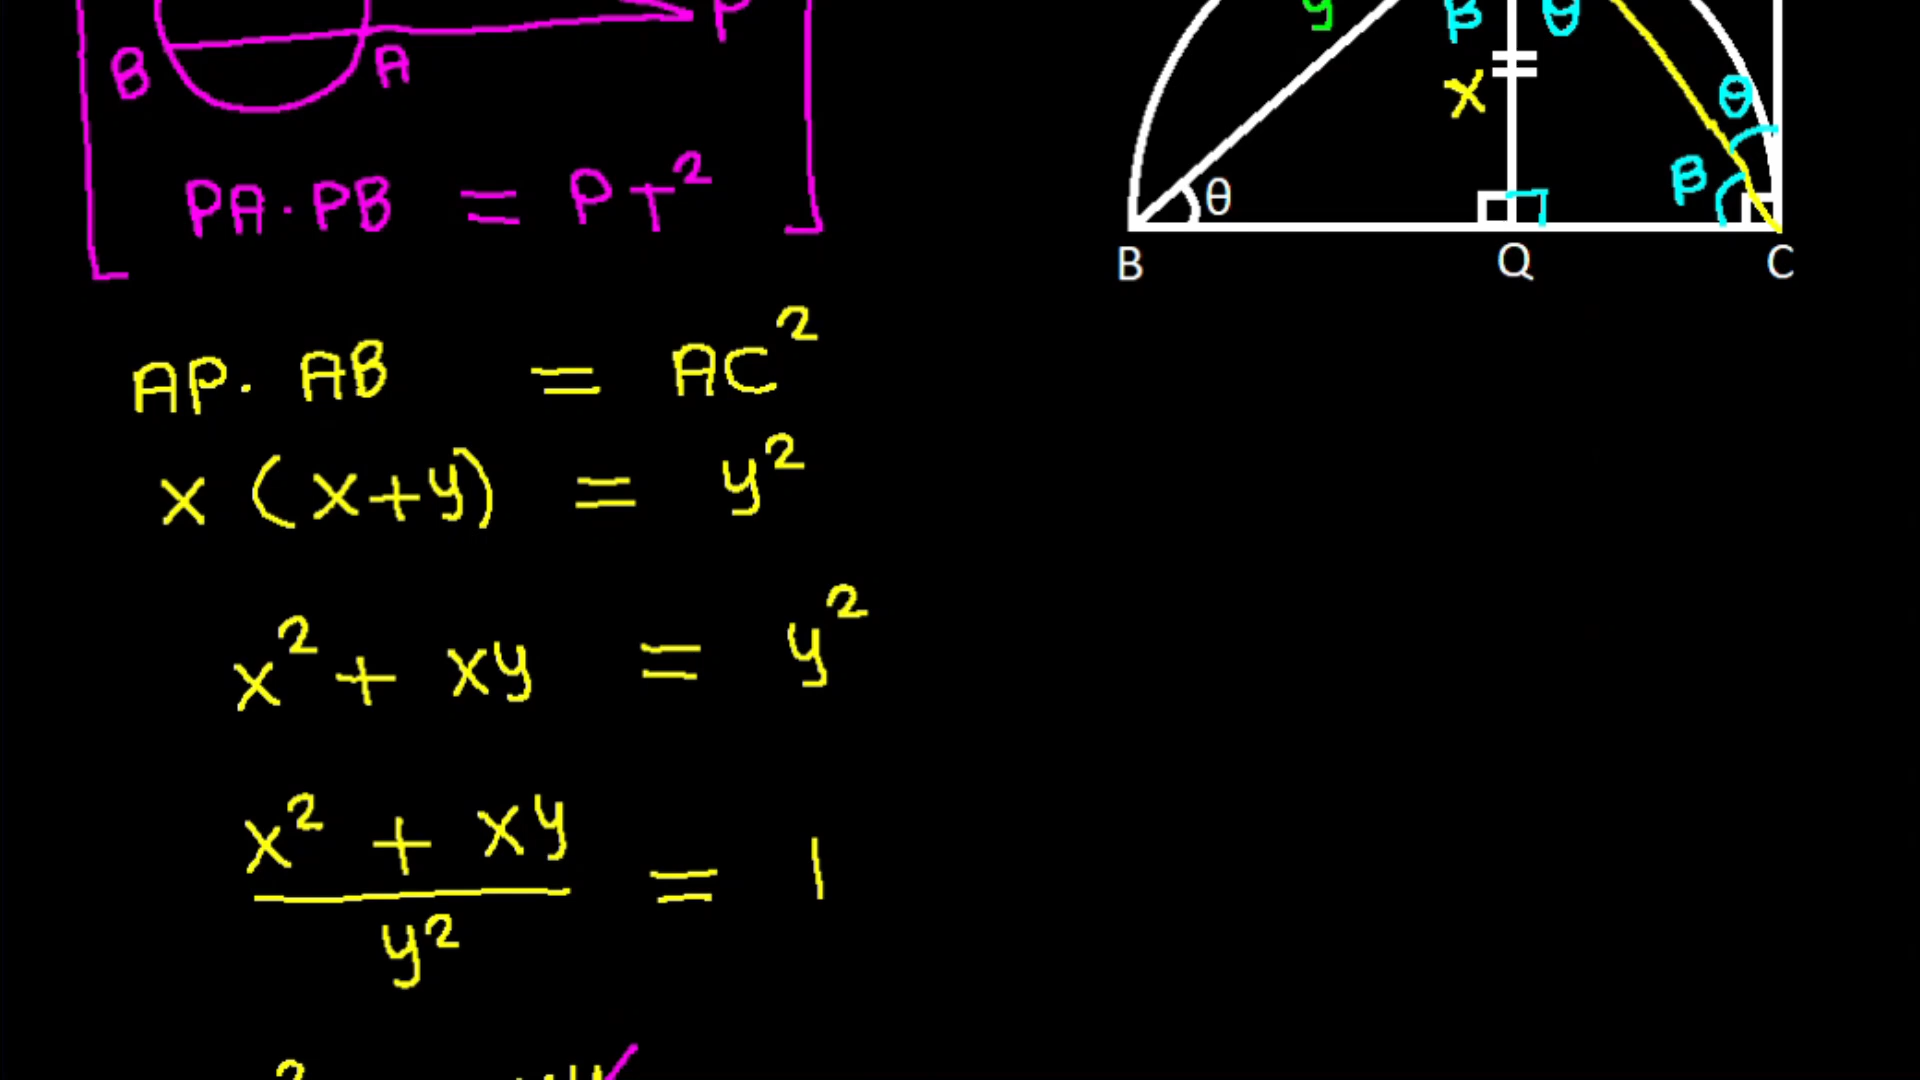 P
B A
PA·PB = PT²
AP· AB = AC²
x (x+y) = y²
x² + xy = y²
x² + xy
y²
= 1
y β θ
x θ
β
θ
B Q C